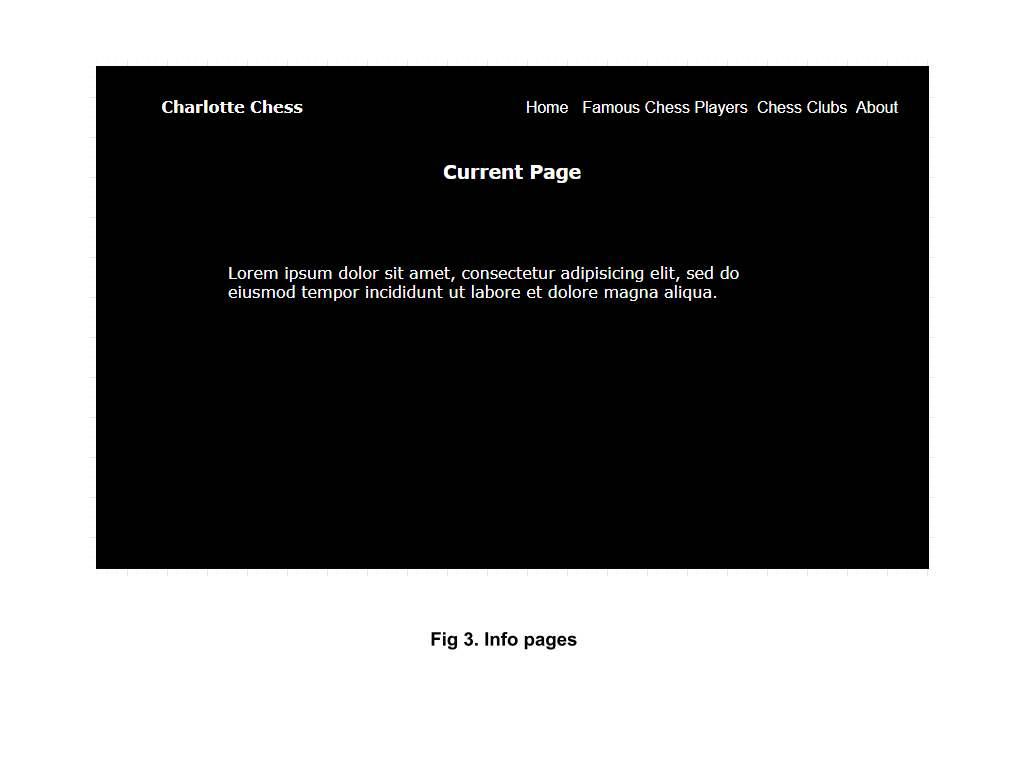 Charlotte Chess
Home Famous Chess Players Chess Clubs About
Current Page
Lorem ipsum dolor sit amet, consectetur adipisicing elit, sed do
eiusmod tempor incididunt ut labore et dolore magna aliqua.
Fig 3. Info pages